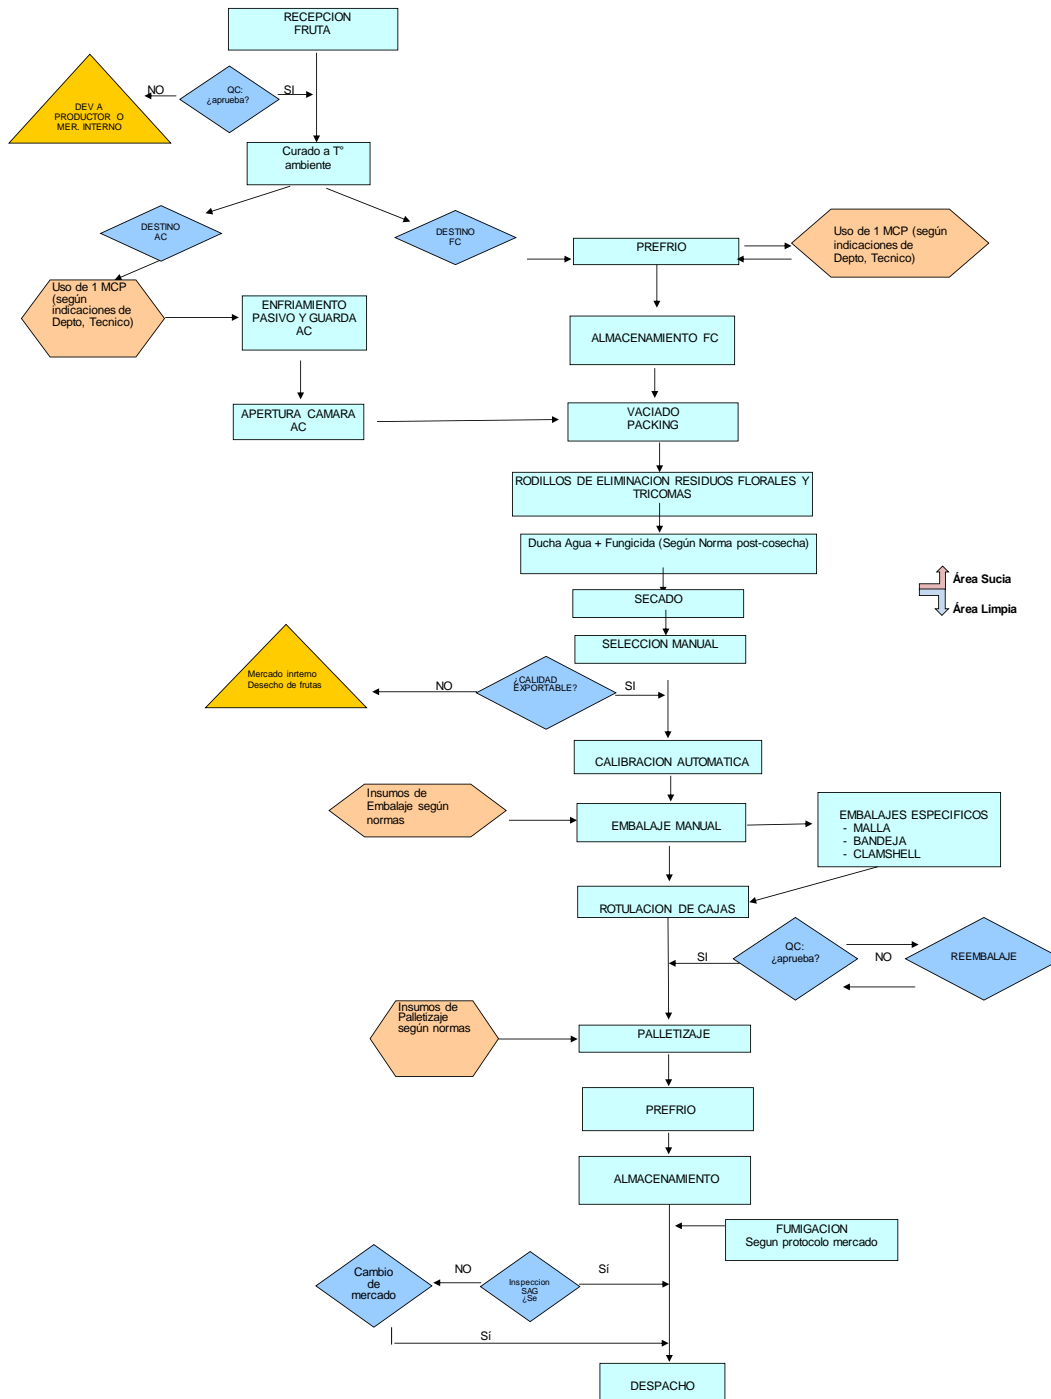 RECEPCION
FRUTA
NO
QC:
¿aprueba?
SI
DEV A
PRODUCTOR O
MER. INTERNO
Curado a T°
ambiente
DESTINO
AC
DESTINO
FC
PREFRIO
Uso de 1 MCP (según
indicaciones de
Depto, Tecnico)
Uso de 1 MCP
(según
indicaciones de
Depto, Tecnico)
ENFRIAMIENTO
PASIVO Y GUARDA
AC
ALMACENAMIENTO FC
APERTURA CAMARA
AC
VACIADO
PACKING
RODILLOS DE ELIMINACION RESIDUOS FLORALES Y
TRICOMAS
Ducha Agua + Fungicida (Según Norma post-cosecha)
Área Sucia
Área Limpia
SECADO
SELECCION MANUAL
Mercado inrterno
Desecho de frutas
NO
¿CALIDAD
EXPORTABLE?
SI
CALIBRACION AUTOMATICA
Insumos de
Embalaje según
normas
EMBALAJE MANUAL
EMBALAJES ESPECIFICOS
- MALLA
- BANDEJA
- CLAMSHELL
ROTULACION DE CAJAS
SI
QC:
¿aprueba?
NO
REEMBALAJE
Insumos de
Palletizaje
según normas
PALLETIZAJE
PREFRIO
ALMACENAMIENTO
FUMIGACION
Segun protocolo mercado
Cambio
de
mercado
NO
Inspeccion
SAG
¿Se
Sí
Sí
DESPACHO